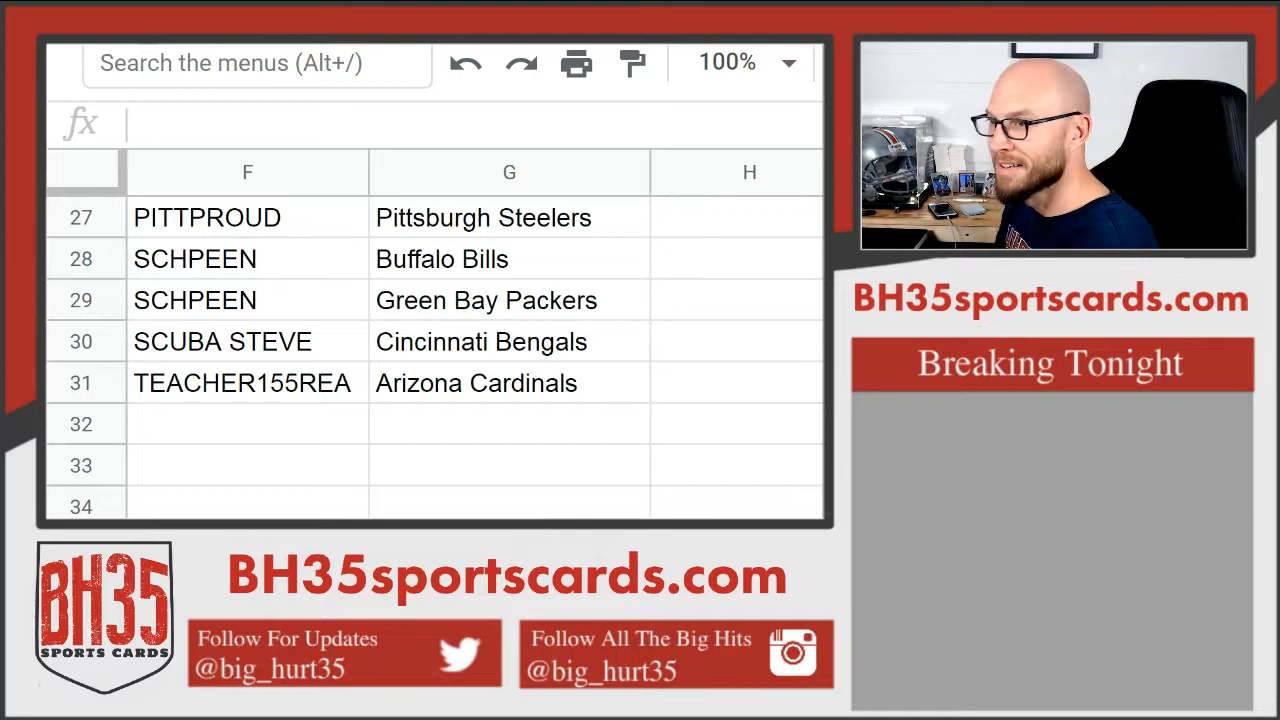 Search the menus (Alt+/)
100%
fx
F G H
27 PITTPROUD Pittsburgh Steelers
28 SCHPEEN Buffalo Bills
29 SCHPEEN Green Bay Packers
30 SCUBA STEVE Cincinnati Bengals
31 TEACHER155REA Arizona Cardinals
32
33
34
BH35sportscards.com
Breaking Tonight
BH35
SPORTS CARDS
BH35sportscards.com
Follow For Updates
@big_hurt35
Follow All The Big Hits
@big_hurt35